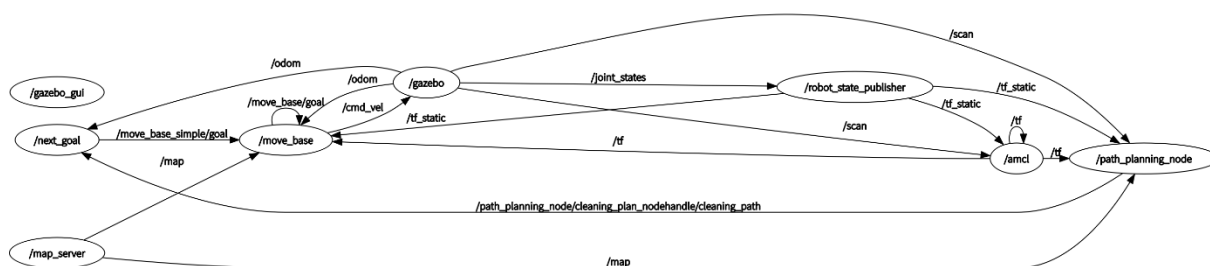 /scan
/odom
/odom
/gazebo
/joint_states
/gazebo_gui
/robot_state_publisher
/tf_static
/move_base/goal
/cmd_vel
/tf_static
/tf_static
/tf
/next_goal
/move_base_simple/goal
/move_base
/scan
/tf
/amcl
/tf
/path_planning_node
/map
/path_planning_node/cleaning_plan_nodehandle/cleaning_path
/map_server
/map